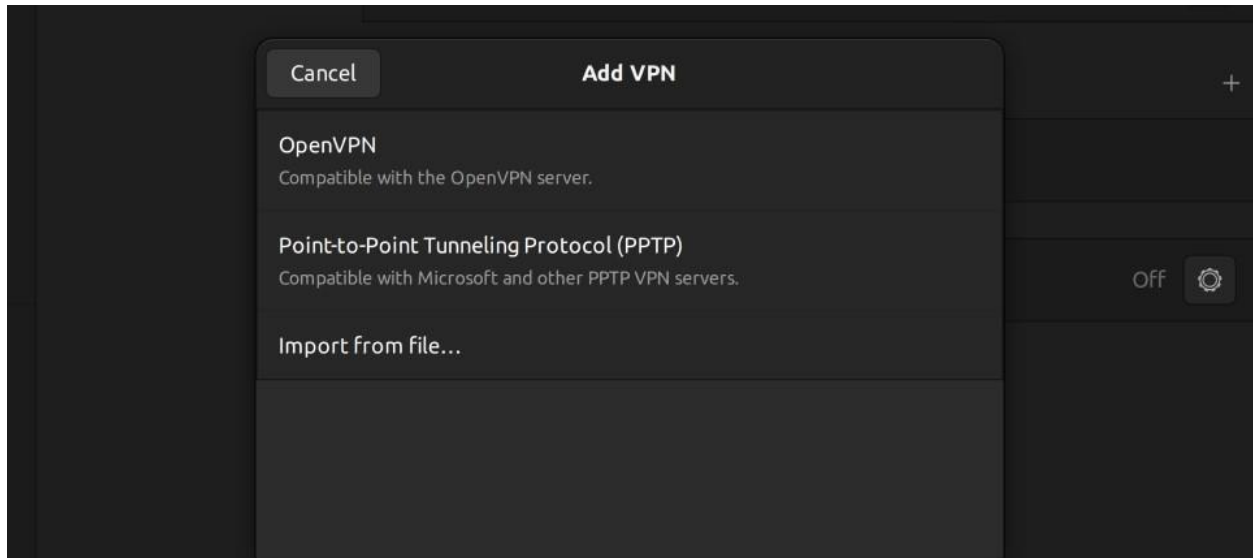 Cancel
Add VPN
OpenVPN
Compatible with the OpenVPN server.
Point-to-Point Tunneling Protocol (PPTP)
Compatible with Microsoft and other PPTP VPN servers.
Off
Import from file...